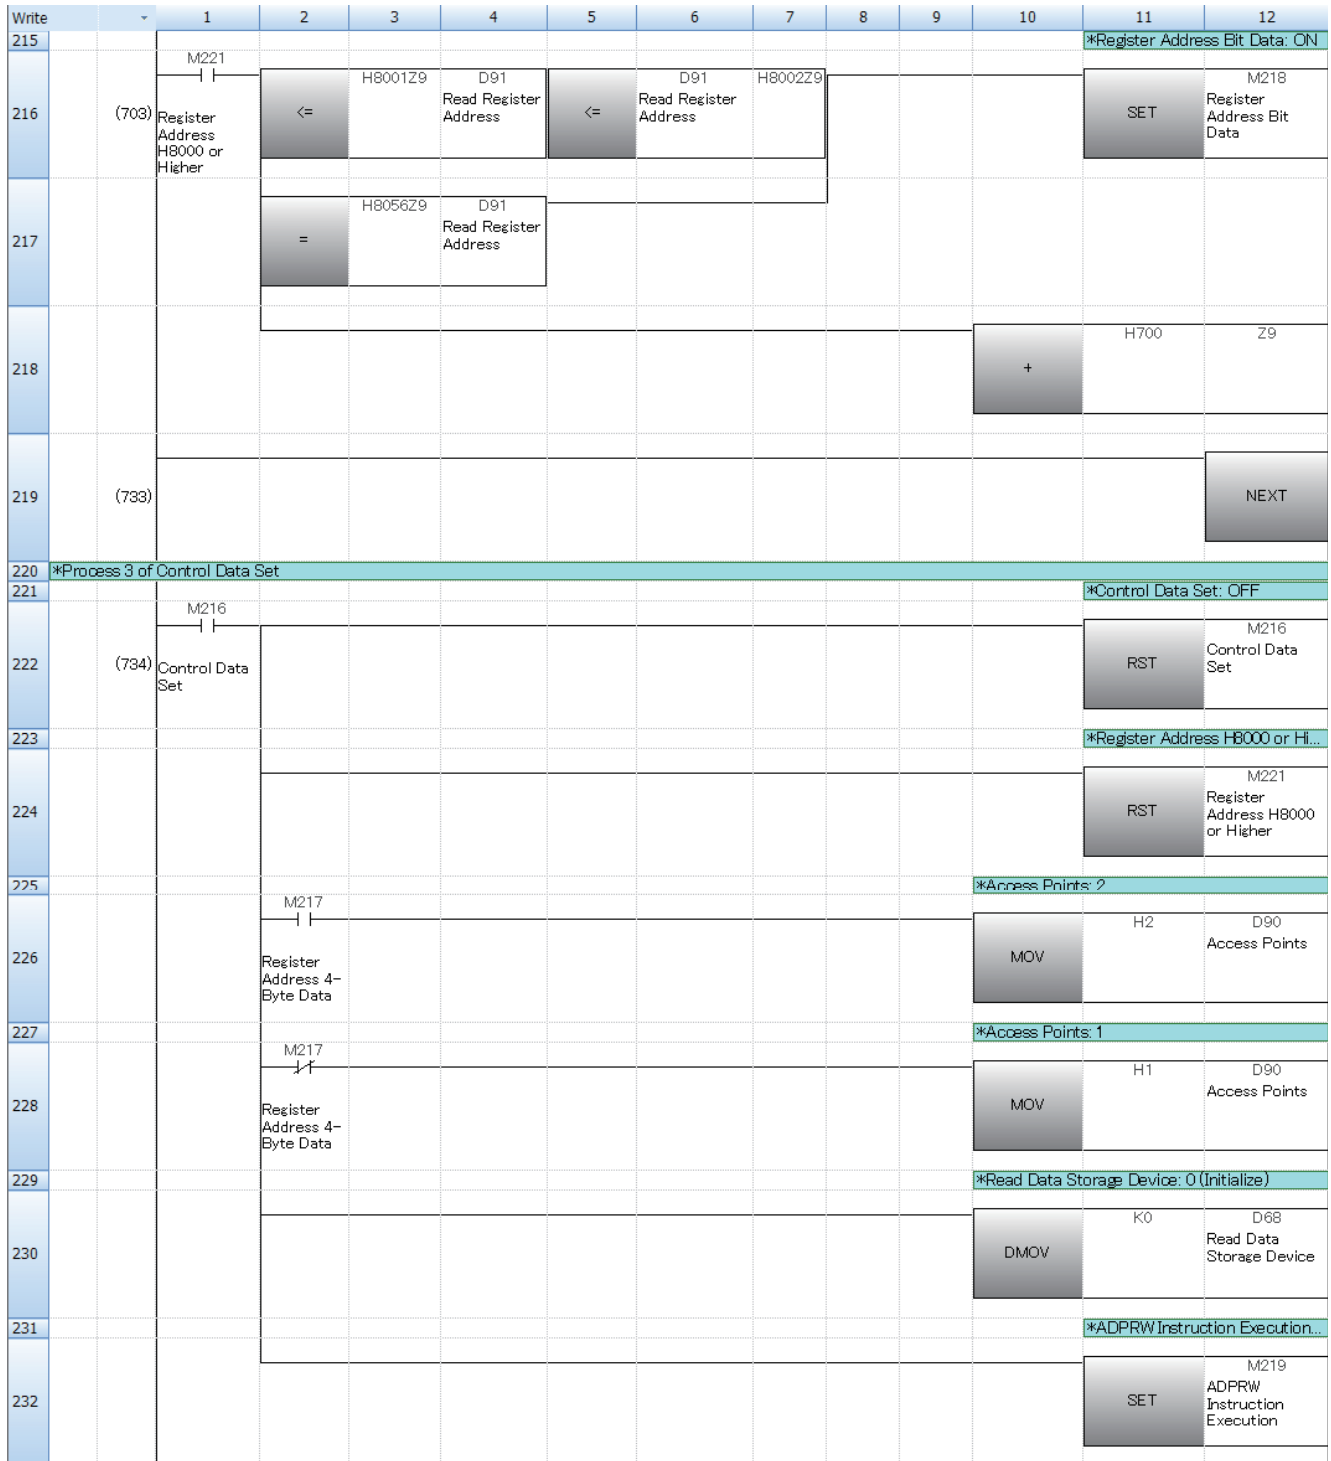 Write 1 2 3 4 5 6 7 8 9 10 11 12
215 *Register Address Bit Data: ON
M221
H8001Z9 D91 D91 H8002Z9 M218
216 (703) Register Address H8000 or Higher <= Read Register Address <= Read Register Address SET Register Address Bit Data
H8056Z9 D91
217 = Read Register Address
H700 Z9
218 +
219 (733) NEXT
220 *Process 3 of Control Data Set
221 *Control Data Set: OFF
M216
M216
222 (734) Control Data Set RST Control Data Set
223 *Register Address H8000 or Hi...
M221
224 RST Register Address H8000 or Higher
225 *Access Points: 2
M217
H2 D90
226 Register Address 4-Byte Data MOV Access Points
227 *Access Points: 1
M217
H1 D90
228 Register Address 4-Byte Data MOV Access Points
229 *Read Data Storage Device: 0 (Initialize)
K0 D68
230 DMOV Read Data Storage Device
231 *ADPRW Instruction Execution...
M219
232 SET ADPRW Instruction Execution